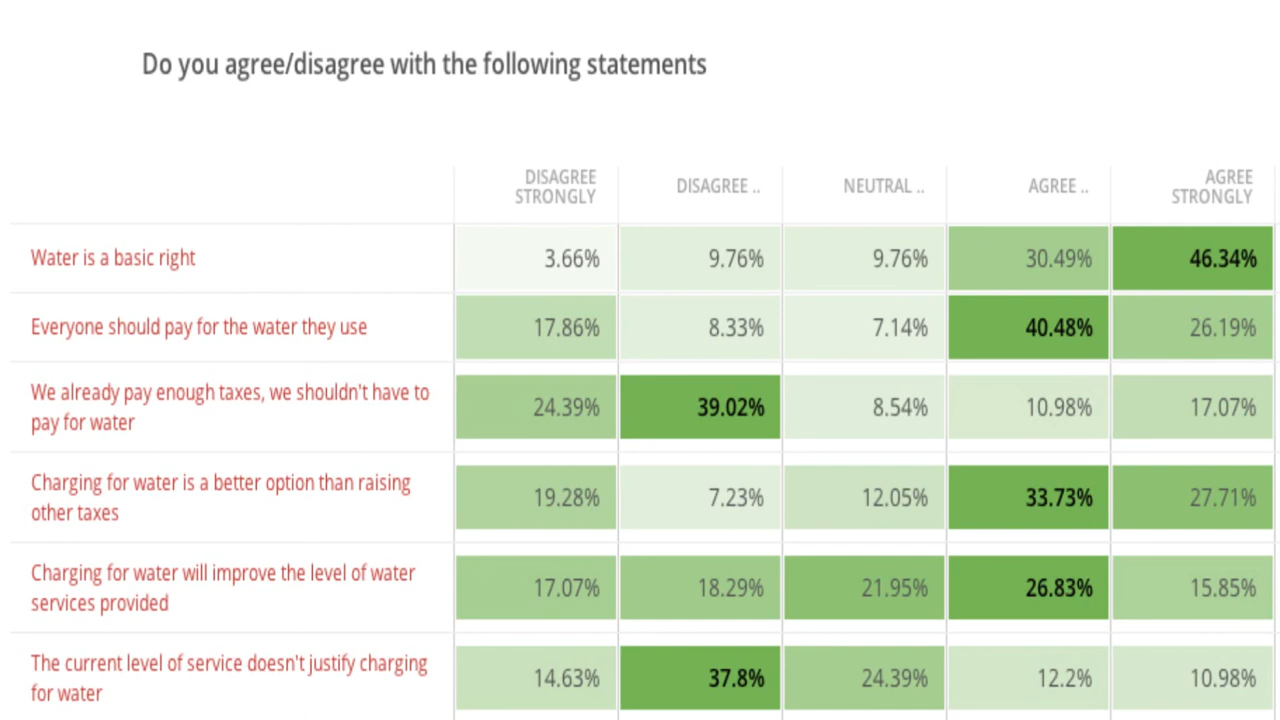 Do you agree/disagree with the following statements
DISAGREE STRONGLY DISAGREE .. NEUTRAL .. AGREE .. AGREE STRONGLY
Water is a basic right 3.66% 9.76% 9.76% 30.49% 46.34%
Everyone should pay for the water they use 17.86% 8.33% 7.14% 40.48% 26.19%
We already pay enough taxes, we shouldn't have to
pay for water 24.39% 39.02% 8.54% 10.98% 17.07%
Charging for water is a better option than raising
other taxes 19.28% 7.23% 12.05% 33.73% 27.71%
Charging for water will improve the level of water
services provided 17.07% 18.29% 21.95% 26.83% 15.85%
The current level of service doesn't justify charging
for water 14.63% 37.8% 24.39% 12.2% 10.98%